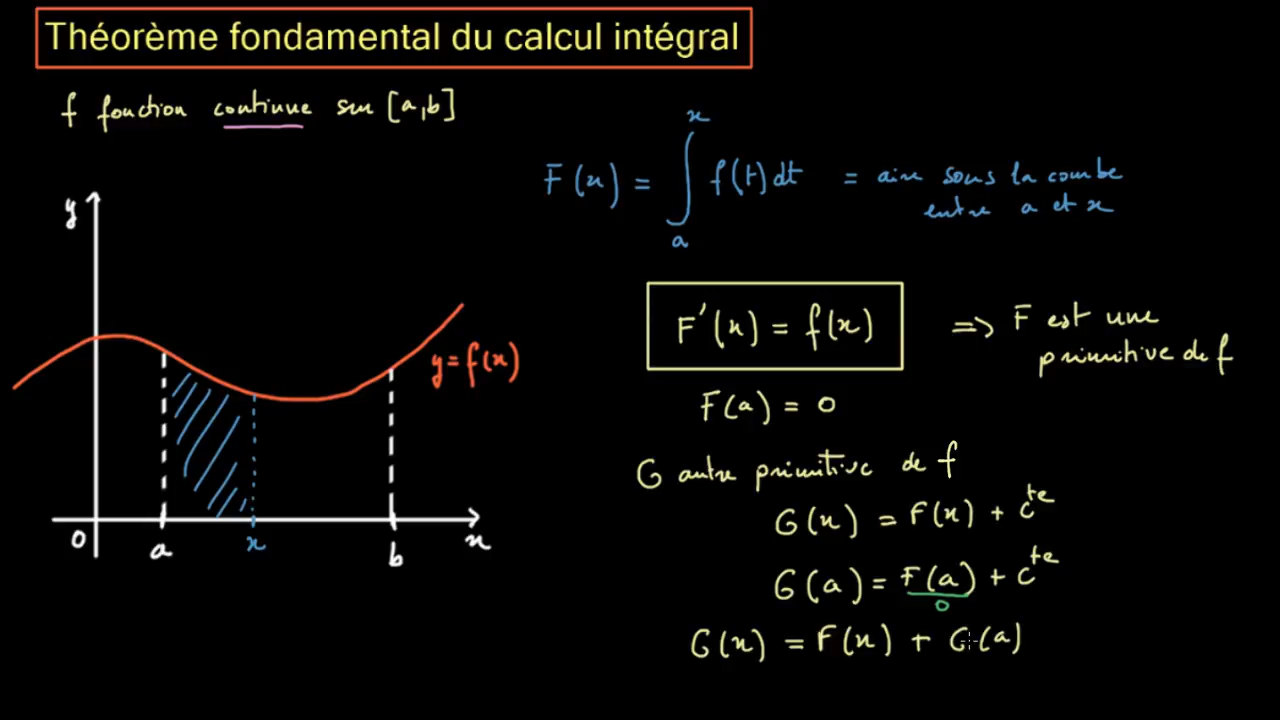 Théorème fondamental du calcul intégral
f fonction continue sur [a,b]
F(x) = ∫ₐˣ f(t)dt = aire sous la courbe
entre a et x
y
y=f(x)
0 a x b x
F'(x) = f(x) => F est une
primitive de f
F(a) = 0
G autre primitive de f
G(x) = F(x) + cᵗᵉ
G(a) = F(a) + cᵗᵉ
0
G(x) = F(x) + G(a)